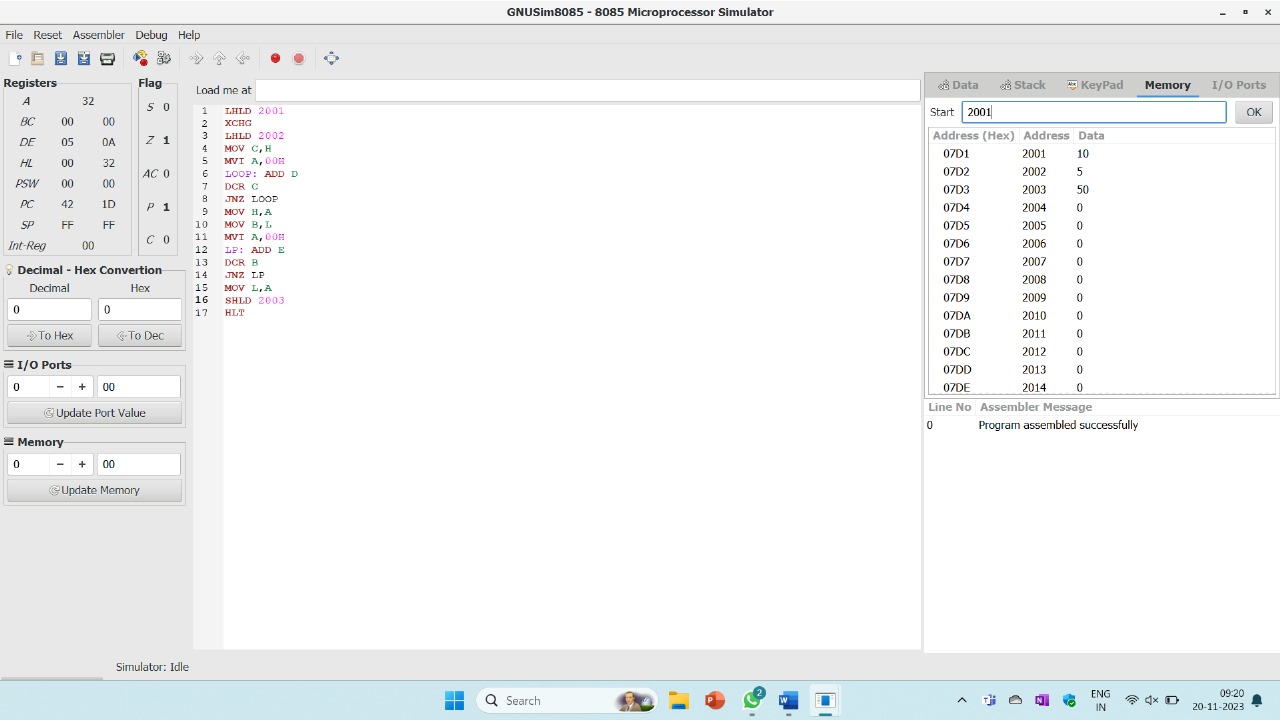 GNUSim8085 - 8085 Microprocessor Simulator
File Reset Assembler Debug Help
Registers
A 32
BC 00 00
DE 05 0A
HL 00 32
PSW 00 00
PC 42 1D
SP FF FF
Int-Reg 00
Flag
S 0
Z 1
AC 0
P 1
C 0
Decimal - Hex Convertion
Decimal Hex
0 0
To Hex To Dec
I/O Ports
0 − + 00
Update Port Value
Memory
0 − + 00
Update Memory
Load me at
1 LHLD 2001
2 XCHG
3 LHLD 2002
4 MOV C,H
5 MVI A,00H
6 LOOP: ADD D
7 DCR C
8 JNZ LOOP
9 MOV H,A
10 MOV B,L
11 MVI A,00H
12 LP: ADD E
13 DCR B
14 JNZ LP
15 MOV L,A
16 SHLD 2003
17 HLT
Data Stack KeyPad Memory I/O Ports
Start 2001 OK
Address (Hex) Address Data
07D1 2001 10
07D2 2002 5
07D3 2003 50
07D4 2004 0
07D5 2005 0
07D6 2006 0
07D7 2007 0
07D8 2008 0
07D9 2009 0
07DA 2010 0
07DB 2011 0
07DC 2012 0
07DD 2013 0
07DE 2014 0
Line No Assembler Message
0 Program assembled successfully
Simulator: Idle
Search
2
ENG
IN
09:20
20-11-2023